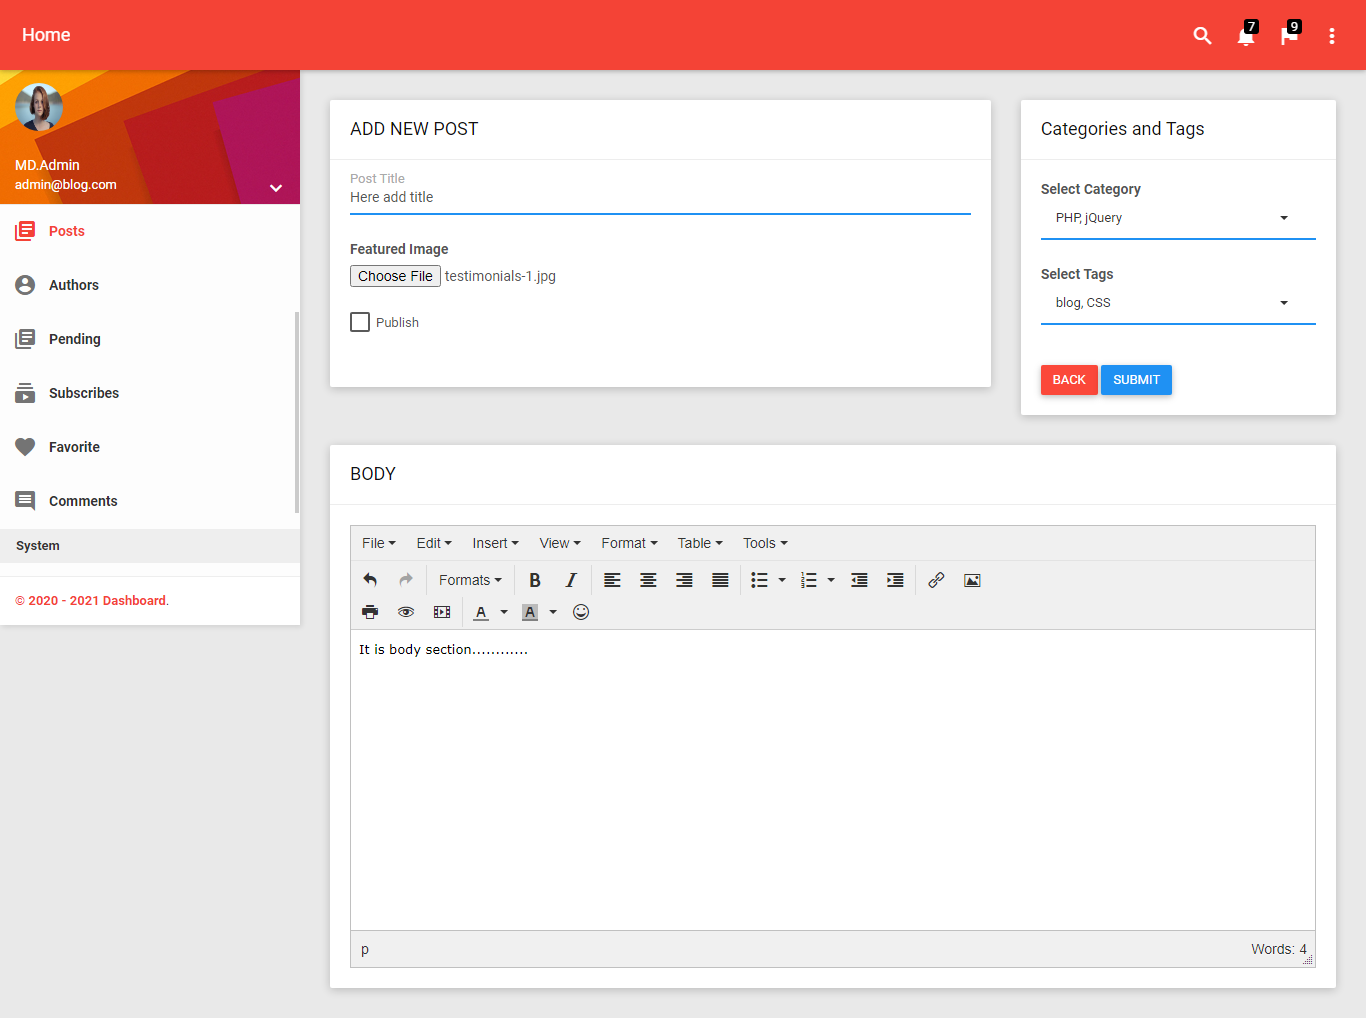 Home
7
9
MD.Admin
admin@blog.com
Posts
Authors
Pending
Subscribes
Favorite
Comments
System
© 2020 - 2021 Dashboard.
ADD NEW POST
Post Title
Here add title
Featured Image
Choose File testimonials-1.jpg
Publish
Categories and Tags
Select Category
PHP, jQuery
Select Tags
blog, CSS
BACK SUBMIT
BODY
File Edit Insert View Format Table Tools
Formats B I
A A
It is body section............
p Words: 4